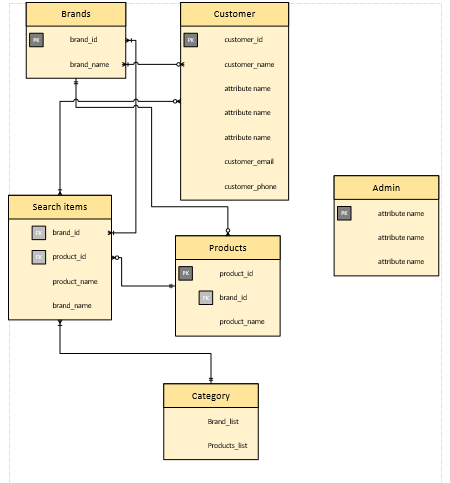 Brands
PK brand_id
brand_name
Customer
PK customer_id
customer_name
attribute name
attribute name
attribute name
customer_email
customer_phone
Admin
PK attribute name
attribute name
attribute name
Search items
FK brand_id
FK product_id
product_name
brand_name
Products
PK product_id
FK brand_id
product_name
Category
Brand_list
Products_list